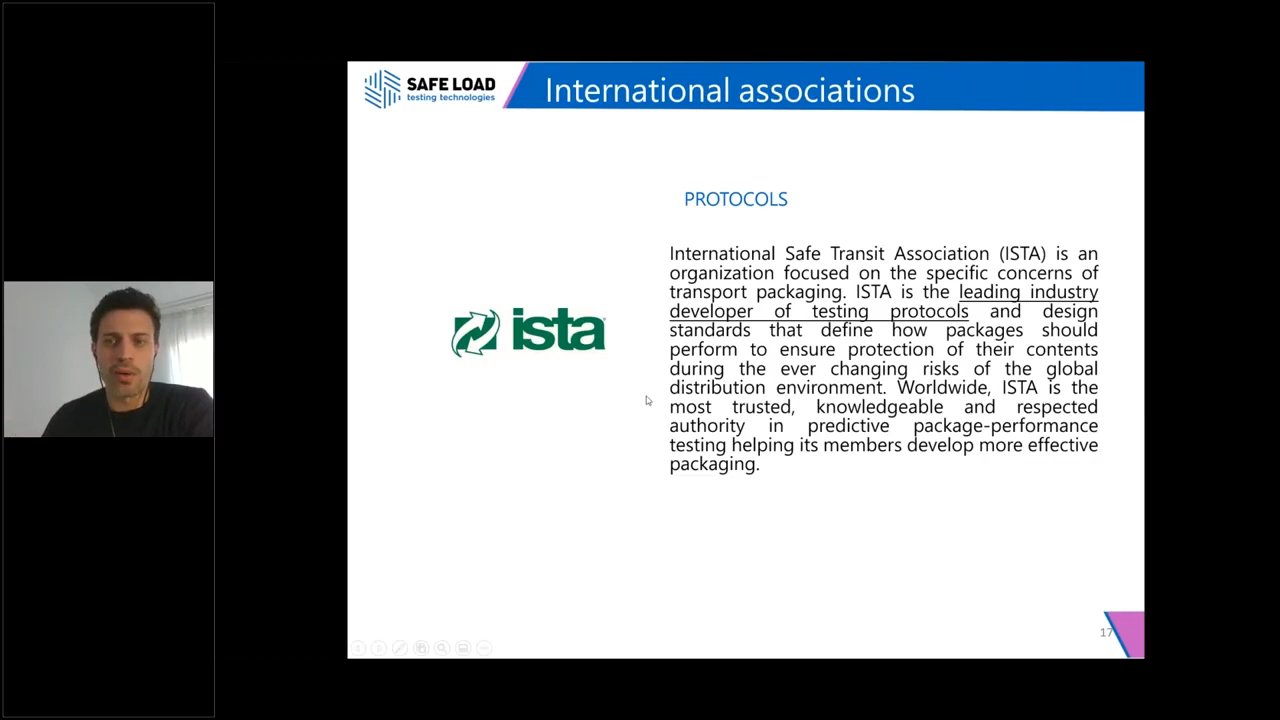 SAFE LOAD
testing technologies
International associations
PROTOCOLS
International Safe Transit Association (ISTA) is an
organization focused on the specific concerns of
transport packaging. ISTA is the leading industry
developer of testing protocols and design
standards that define how packages should
perform to ensure protection of their contents
during the ever changing risks of the global
distribution environment. Worldwide, ISTA is the
most trusted, knowledgeable and respected
authority in predictive package-performance
testing helping its members develop more effective
packaging.
ista
17